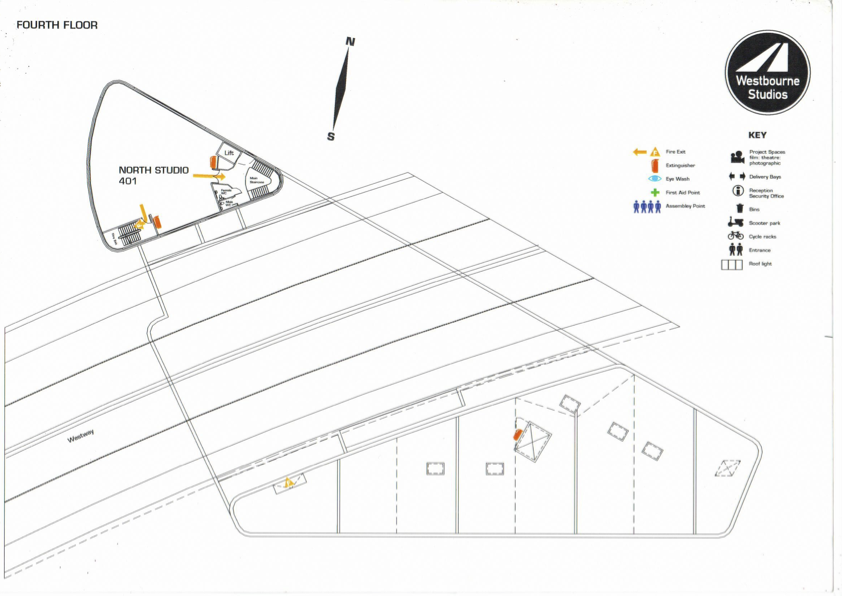 FOURTH FLOOR
N
S
Westbourne
Studios
KEY
Fire Exit
Extinguisher
Eye Wash
First Aid Point
Assembly Point
Project Spaces
film: theatre:
photographic
Delivery Bays
Reception
Security Office
Bins
Scooter park
Cycle racks
Entrance
Roof light
NORTH STUDIO
401
Lift
Westway